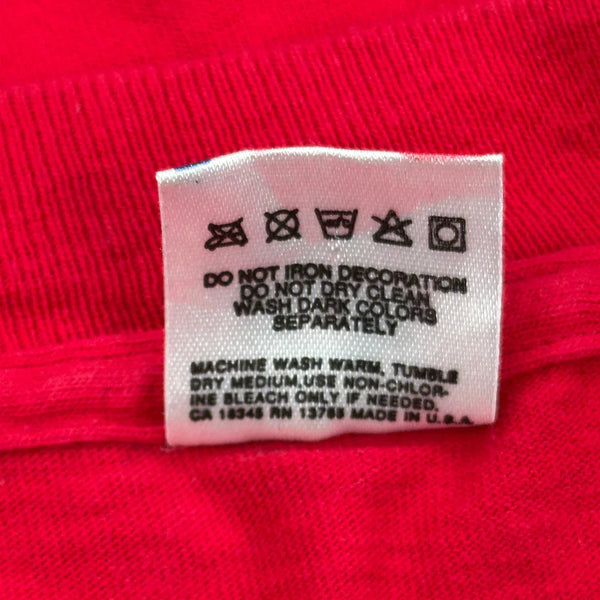 DO NOT IRON DECORATION
DO NOT DRY CLEAN
WASH DARK COLORS
SEPARATELY
MACHINE WASH WARM, TUMBLE
DRY MEDIUM,USE NON-CHLOR-
INE BLEACH ONLY IF NEEDED.
CA 18345 RN 13765 MADE IN U.S.A.